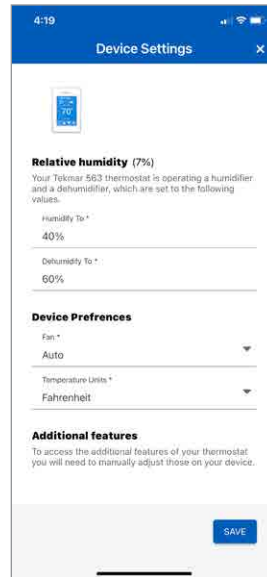 4:19
Device Settings
×
70°
Relative humidity (7%)
Your Tekmar 563 thermostat is operating a humidifier
and a dehumidifier, which are set to the following
values.
Humidify To *
40%
Dehumidify To *
60%
Device Prefrences
Fan *
Auto
Temperature Units *
Fahrenheit
Additional features
To access the additional features of your thermostat
you will need to manually adjust those on your device.
SAVE